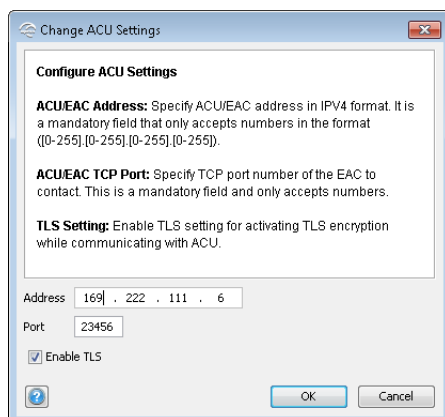 Change ACU Settings
Configure ACU Settings
ACU/EAC Address: Specify ACU/EAC address in IPV4 format. It is
a mandatory field that only accepts numbers in the format
([0-255].[0-255].[0-255].[0-255]).
ACU/EAC TCP Port: Specify TCP port number of the EAC to
contact. This is a mandatory field and only accepts numbers.
TLS Setting: Enable TLS setting for activating TLS encryption
while communicating with ACU.
Address 169 . 222 . 111 . 6
Port 23456
Enable TLS
? OK Cancel